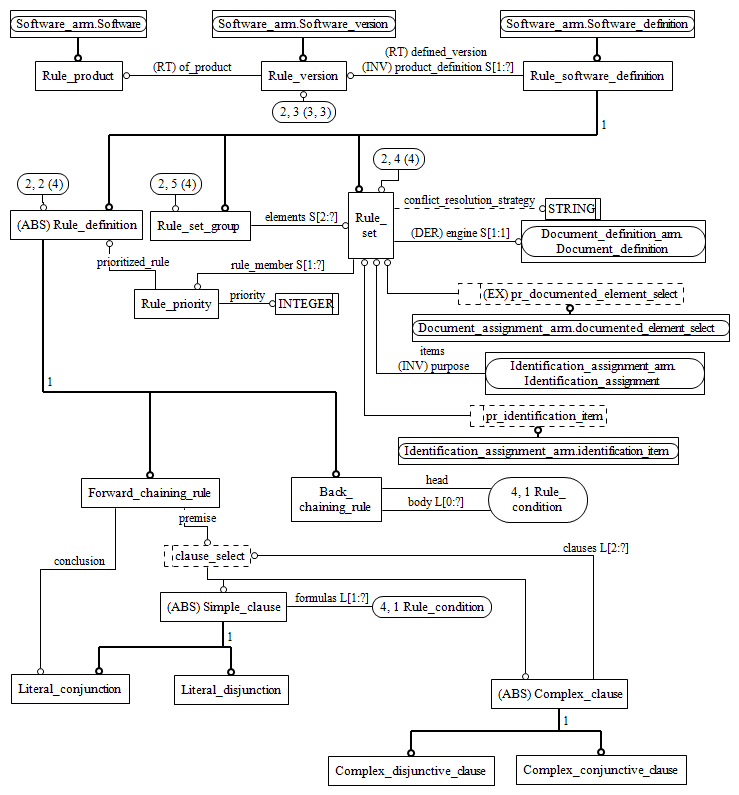 Software_arm.Software
Software_arm.Software_version
Software_arm.Software_definition
Rule_product
(RT) of_product
Rule_version
(RT) defined_version
(INV) product_definition S[1:?]
Rule_software_definition
2, 3 (3, 3)
1
2, 2 (4)
2, 5 (4)
2, 4 (4)
(ABS) Rule_definition
Rule_set_group
elements S[2:?]
Rule_
set
conflict_resolution_strategy
STRING
(DER) engine S[1:1]
Document_definition_arm.
Document_definition
prioritized_rule
rule_member S[1:?]
Rule_priority
priority
INTEGER
(EX) pr_documented_element_select
Document_assignment_arm.documented_element_select
items
(INV) purpose
Identification_assignment_arm.
Identification_assignment
1
pr_identification_item
Identification_assignment_arm.identification_item
Forward_chaining_rule
Back_
chaining_rule
head
body L[0:?]
4, 1 Rule_
condition
premise
conclusion
clause_select
clauses L[2:?]
(ABS) Simple_clause
formulas L[1:?]
4, 1 Rule_condition
1
Literal_conjunction
Literal_disjunction
(ABS) Complex_clause
1
Complex_disjunctive_clause
Complex_conjunctive_clause